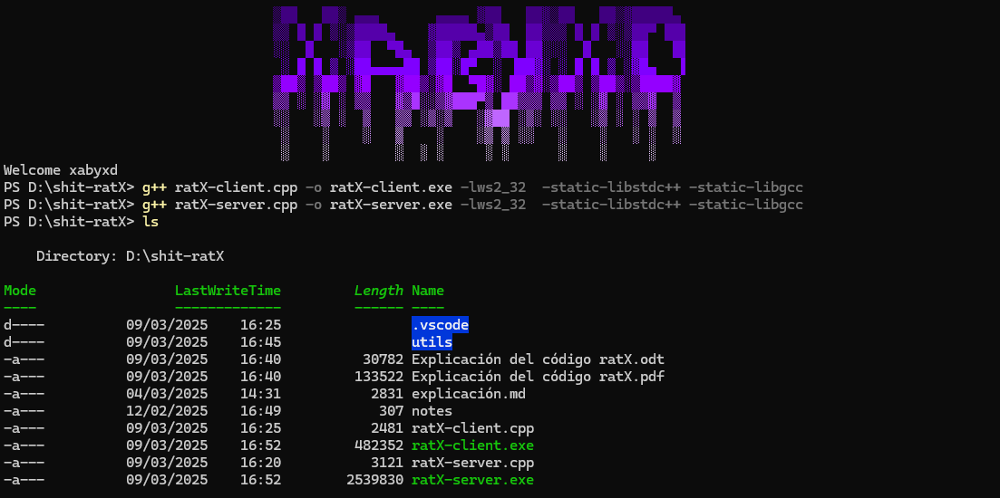 XABYXD
Welcome xabyxd
PS D:\shit-ratX> g++ ratX-client.cpp -o ratX-client.exe -lws2_32  -static-libstdc++ -static-libgcc
PS D:\shit-ratX> g++ ratX-server.cpp -o ratX-server.exe -lws2_32  -static-libstdc++ -static-libgcc
PS D:\shit-ratX> ls
    Directory: D:\shit-ratX
Mode                 LastWriteTime         Length Name
----                 -------------         ------ ----
d----          09/03/2025    16:25                .vscode
d----          09/03/2025    16:45                utils
-a---          09/03/2025    16:40          30782 Explicación del código ratX.odt
-a---          09/03/2025    16:40         133522 Explicación del código ratX.pdf
-a---          04/03/2025    14:31           2831 explicación.md
-a---          12/02/2025    16:49            307 notes
-a---          09/03/2025    16:25           2481 ratX-client.cpp
-a---          09/03/2025    16:52         482352 ratX-client.exe
-a---          09/03/2025    16:20           3121 ratX-server.cpp
-a---          09/03/2025    16:52        2539830 ratX-server.exe